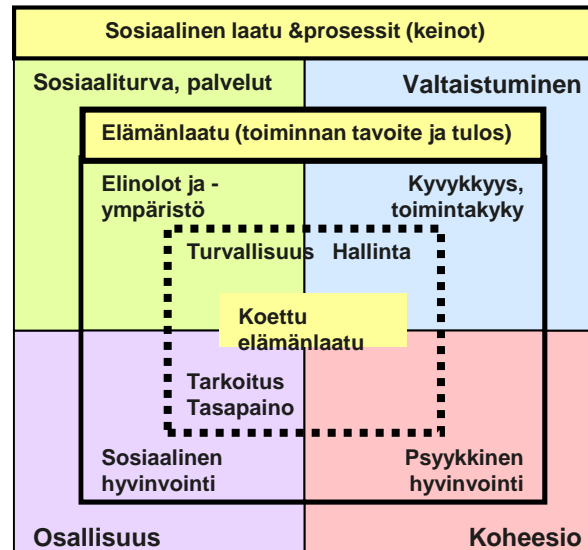 Sosiaalinen laatu &prosessit (keinot)
Sosiaaliturva, palvelut
Valtaistuminen
Elämänlaatu (toiminnan tavoite ja tulos)
Elinolot ja -
ympäristö
Kyvykkyys,
toimintakyky
Turvallisuus
Hallinta
Koettu
elämänlaatu
Tarkoitus
Tasapaino
Sosiaalinen
hyvinvointi
Psyykkinen
hyvinvointi
Osallisuus
Koheesio